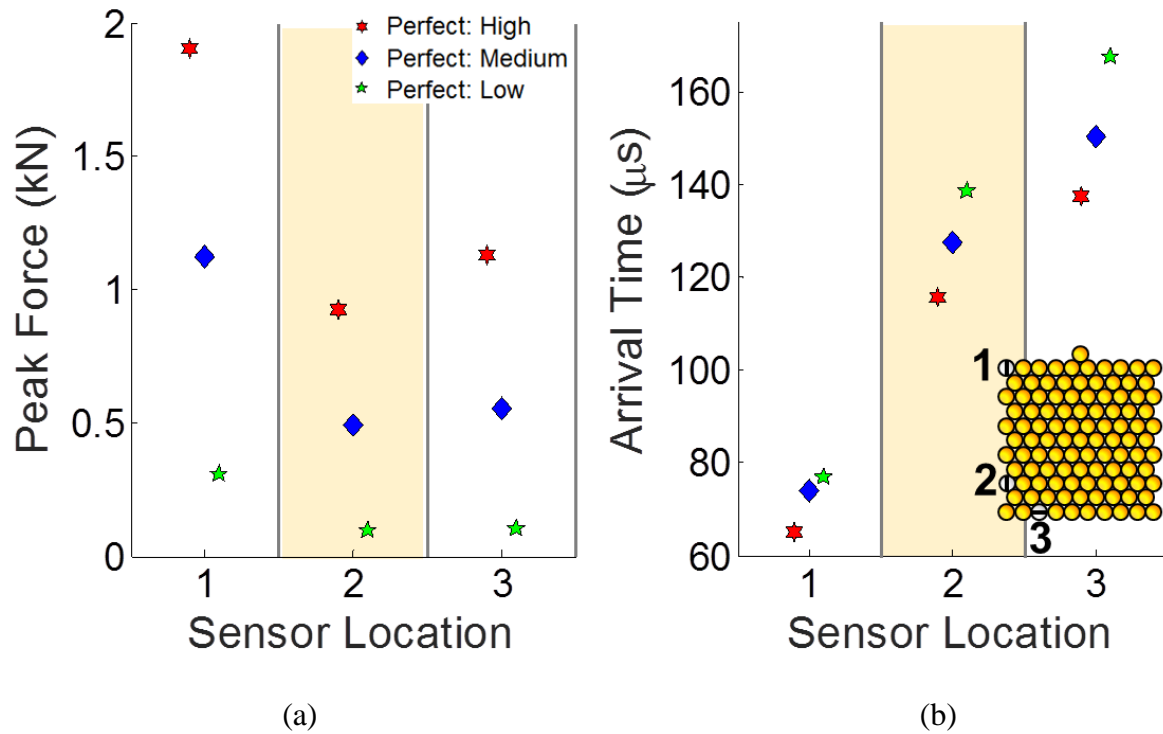 2
1.5
1
0.5
0
Peak Force (kN)
Perfect: High
Perfect: Medium
Perfect: Low
1 2 3
Sensor Location
(a)
160
140
120
100
80
60
Arrival Time (μs)
1
2
3
1 2 3
Sensor Location
(b)